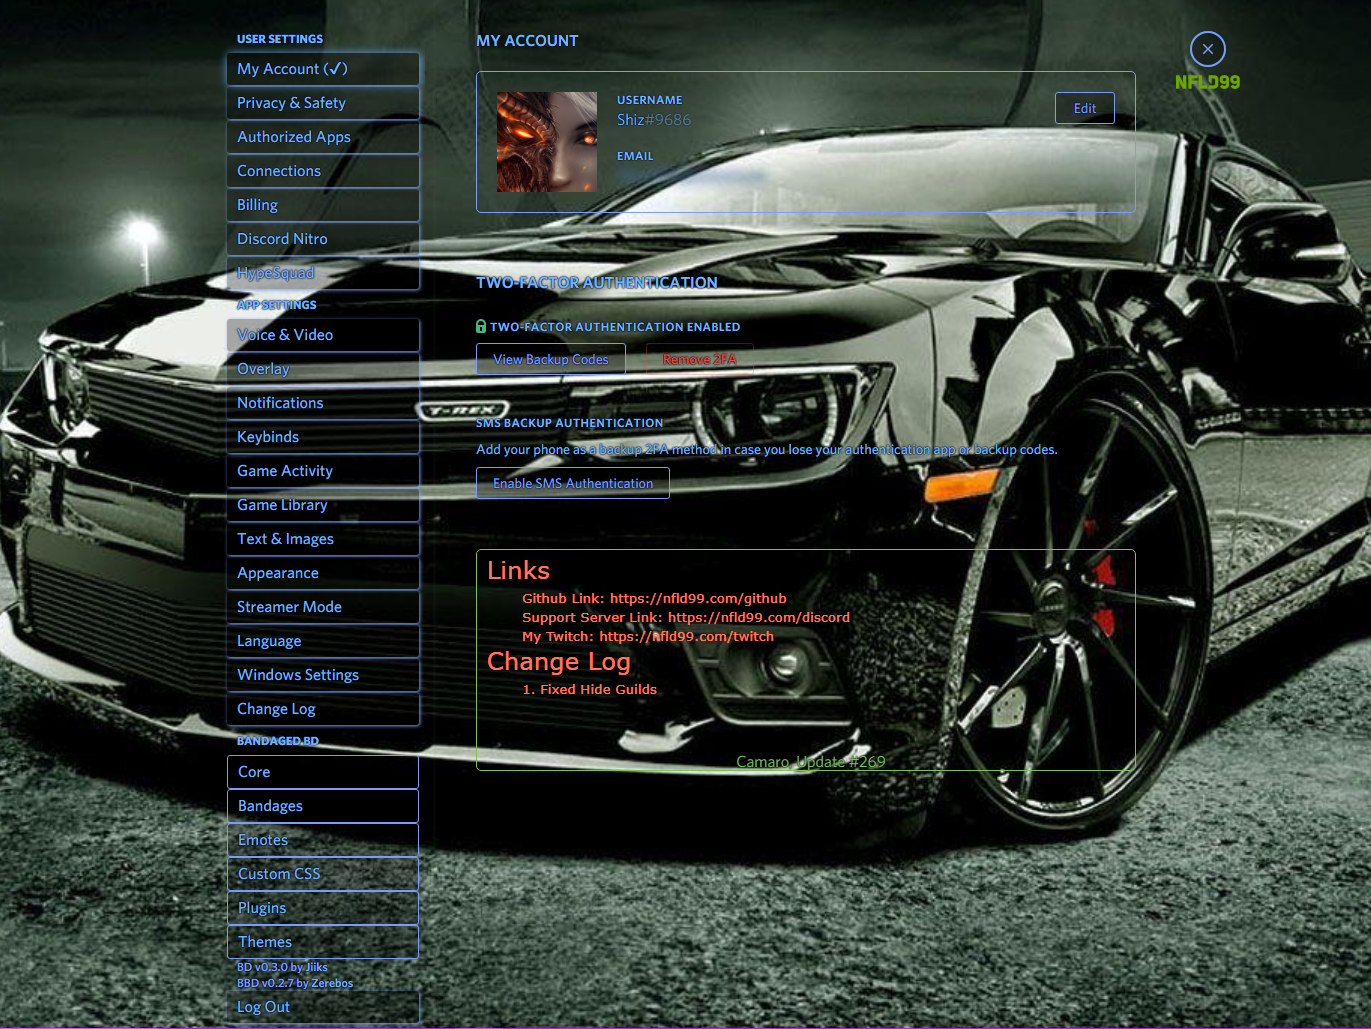 USER SETTINGS
My Account (✓)
Privacy & Safety
Authorized Apps
Connections
Billing
Discord Nitro
HypeSquad
APP SETTINGS
Voice & Video
Overlay
Notifications
Keybinds
Game Activity
Game Library
Text & Images
Appearance
Streamer Mode
Language
Windows Settings
Change Log
BANDAGED BD
Core
Bandages
Emotes
Custom CSS
Plugins
Themes
BD v0.3.0 by Jiiks
BBD v0.2.7 by Zerebos
Log Out
MY ACCOUNT
USERNAME
Shiz#9686
Edit
EMAIL
NFLD99
TWO-FACTOR AUTHENTICATION
TWO-FACTOR AUTHENTICATION ENABLED
View Backup Codes
Remove 2FA
T-REX
SMS BACKUP AUTHENTICATION
Add your phone as a backup 2FA method in case you lose your authentication app or backup codes.
Enable SMS Authentication
Links
Github Link: https://nfld99.com/github
Support Server Link: https://nfld99.com/discord
My Twitch: https://nfld99.com/twitch
Change Log
1. Fixed Hide Guilds
Camaro, Update #269